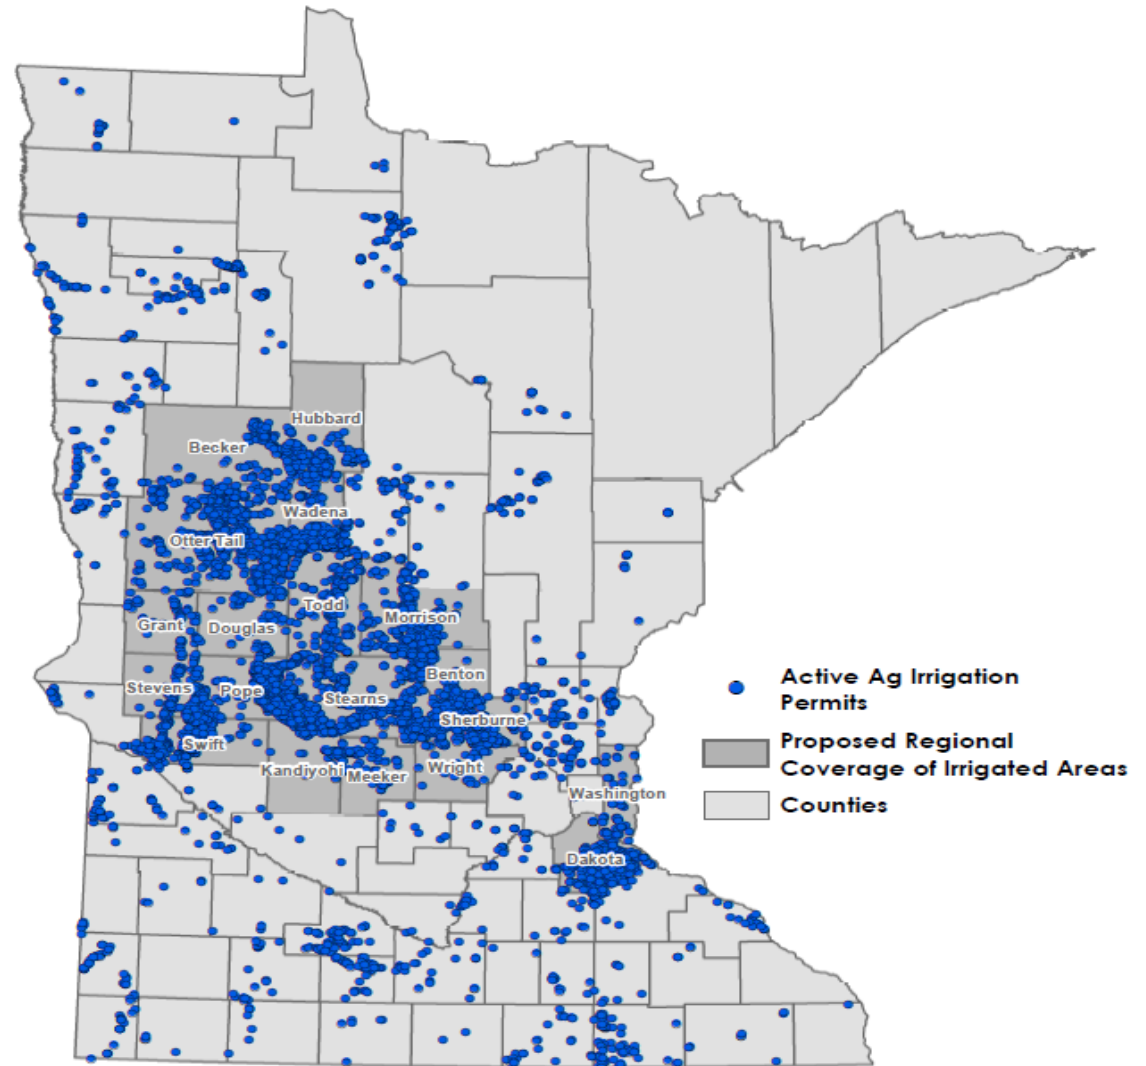 Hubbard
Becker
Wadena
Otter Tail
Todd
Morrison
Grant
Douglas
Benton
Stevens
Pope
Stearns
Sherburne
Swift
Kandiyohi
Meeker
Wright
Washington
Dakota
Active Ag Irrigation
Permits
Proposed Regional
Coverage of Irrigated Areas
Counties